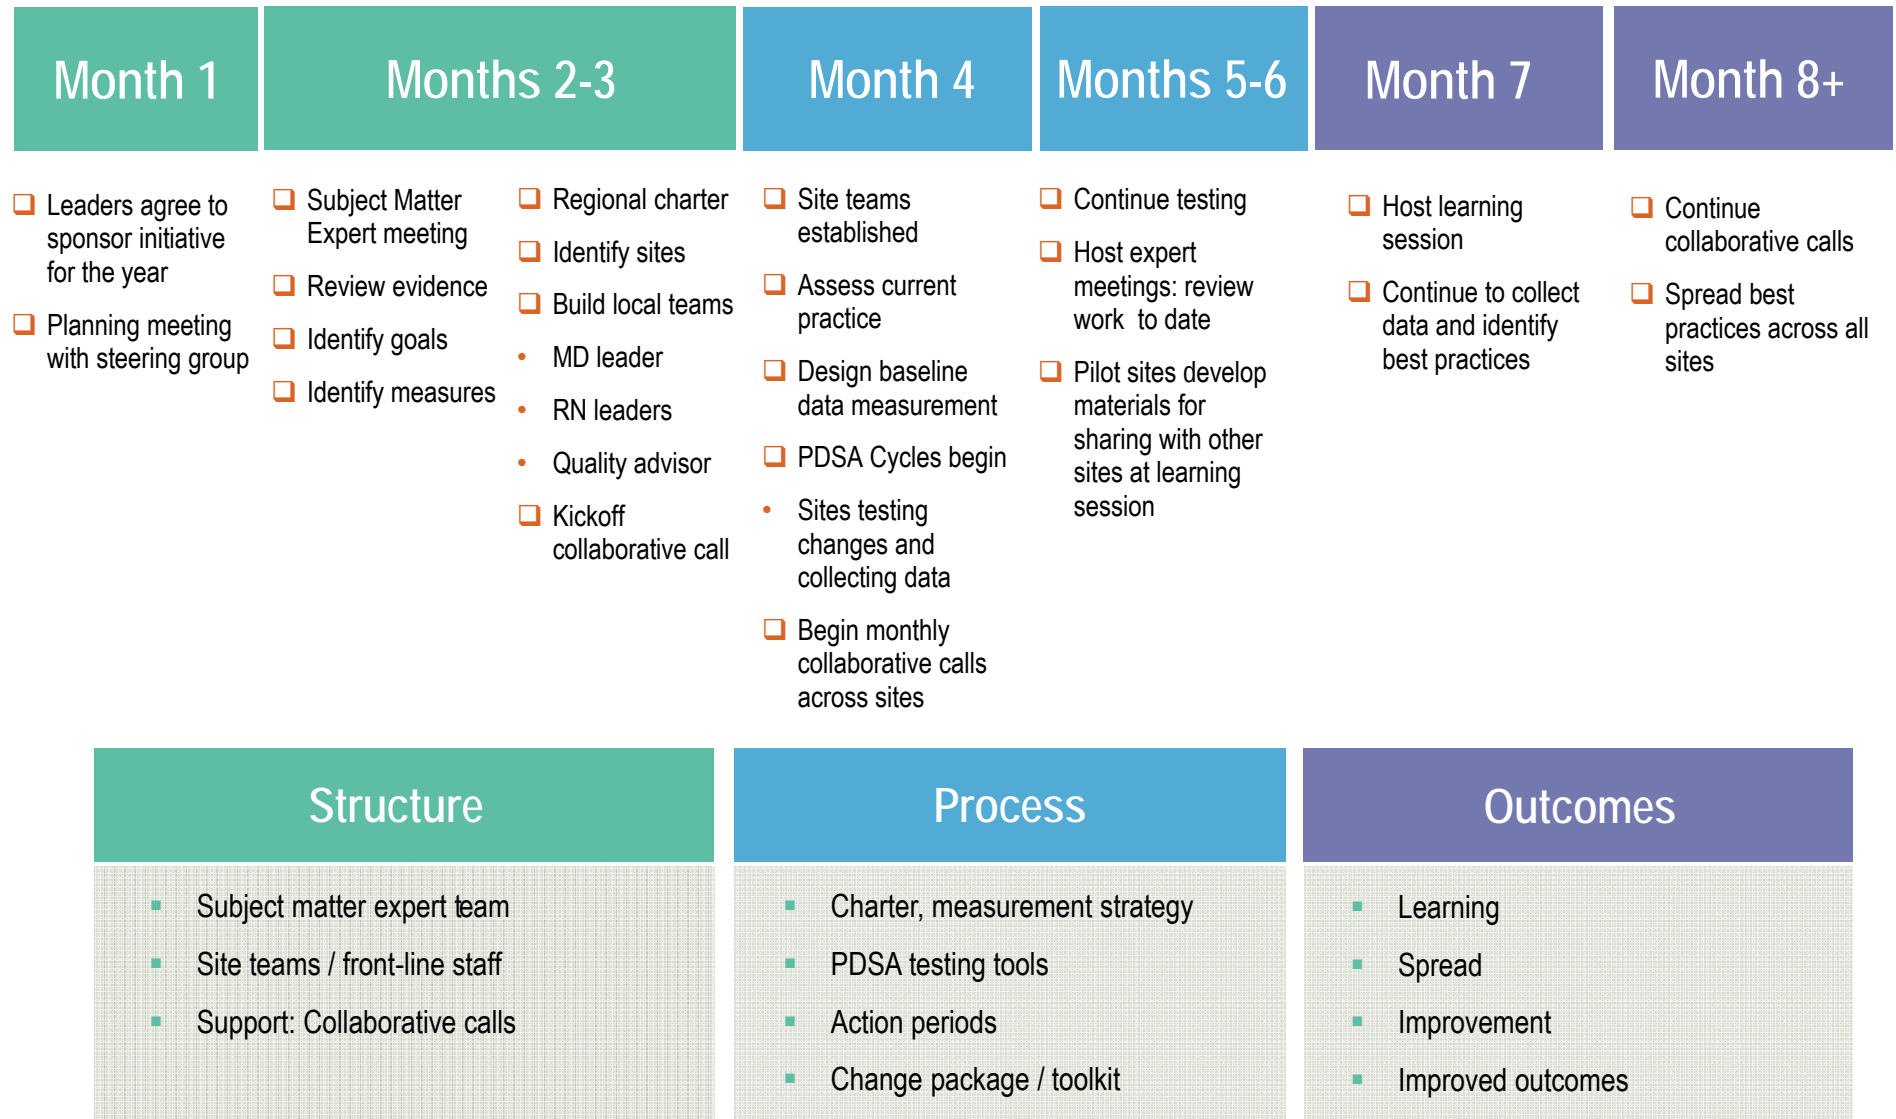 Month 1
Months 2-3
Month 4
Months 5-6
Month 7
Month 8+
Leaders agree to
sponsor initiative
for the year
Planning meeting
with steering group
Subject Matter
Expert meeting
Review evidence
Identify goals
Identify measures
Regional charter
Identify sites
Build local teams
• MD leader
• RN leaders
• Quality advisor
Kickoff
collaborative call
Site teams
established
Assess current
practice
Design baseline
data measurement
PDSA Cycles begin
• Sites testing
changes and
collecting data
Begin monthly
collaborative calls
across sites
Continue testing
Host expert
meetings: review
work to date
Pilot sites develop
materials for
sharing with other
sites at learning
session
Host learning
session
Continue to collect
data and identify
best practices
Continue
collaborative calls
Spread best
practices across all
sites
Structure
Subject matter expert team
Site teams / front-line staff
Support: Collaborative calls
Process
Charter, measurement strategy
PDSA testing tools
Action periods
Change package / toolkit
Outcomes
Learning
Spread
Improvement
Improved outcomes